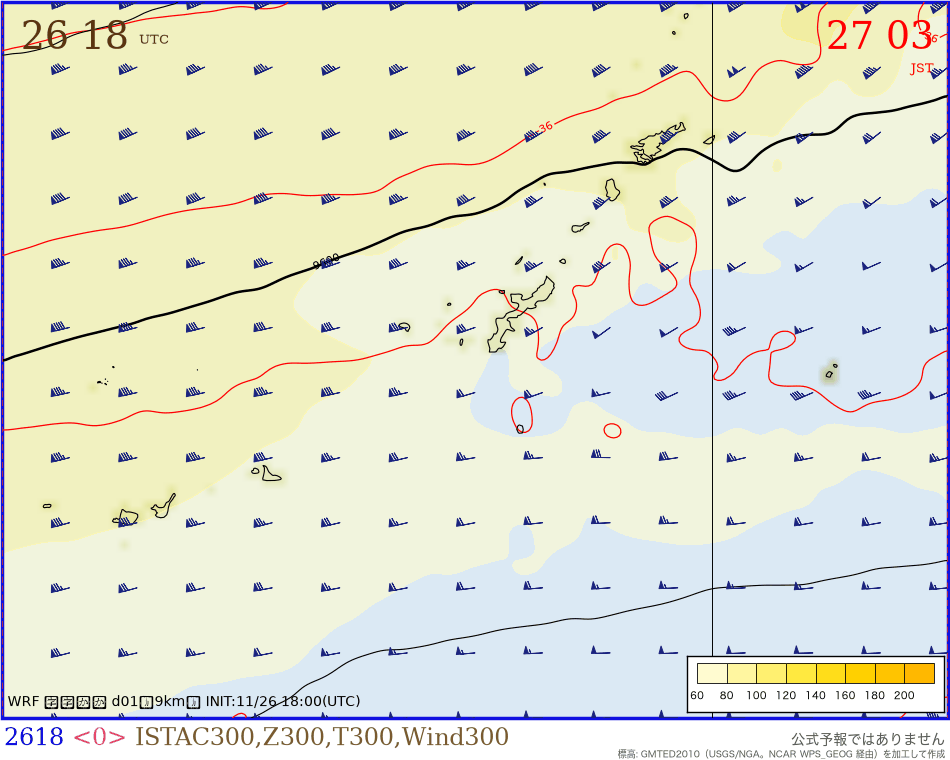 26 18 UTC
27 03
JST
-36
-36
9600
60 80 100 120 140 160 180 200
WRF d01 9km INIT:11/26 18:00(UTC)
2618 <0> ISTAC300,Z300,T300,Wind300
公式予報ではありません
標高: GMTED2010（USGS/NGA。NCAR WPS_GEOG 経由）を加工して作成